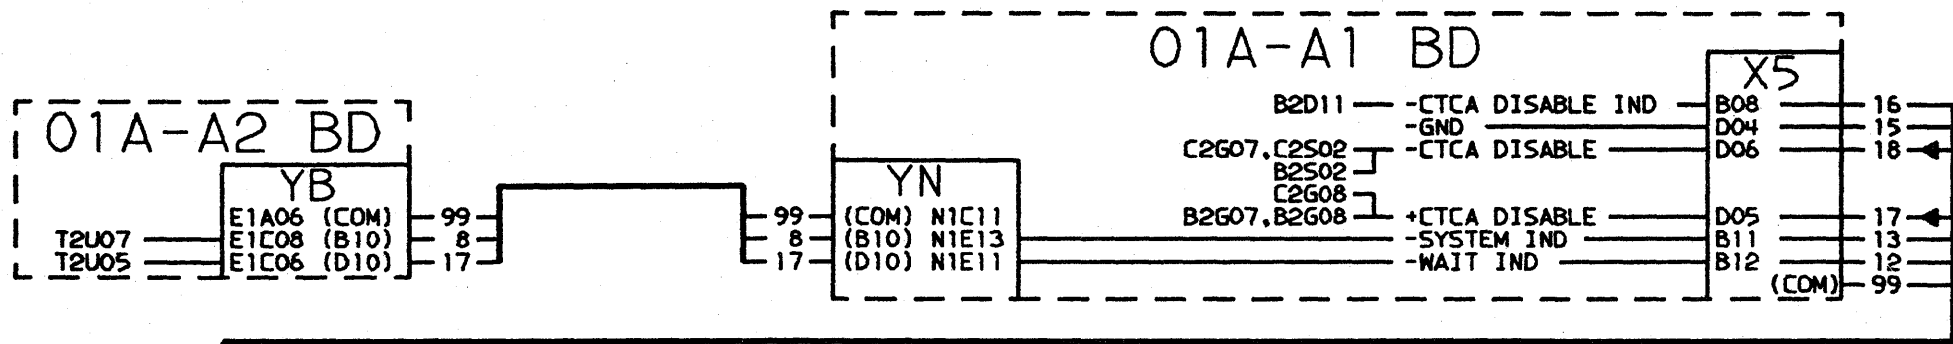 01A-A1 BD
X5
B2D11 -CTCA DISABLE IND B08 16
01A-A2 BD
-GND D04 15
C2G07,C2S02 -CTCA DISABLE D06 18
B2S02
YB
YN
C2G08
E1A06 (COM) 99 99 (COM) N1C11 B2G07,B2G08 +CTCA DISABLE D05 17
T2U07 E1C08 (B10) 8 8 (B10) N1E13 -SYSTEM IND B11 13
T2U05 E1C06 (D10) 17 17 (D10) N1E11 -WAIT IND B12 12
(COM) 99